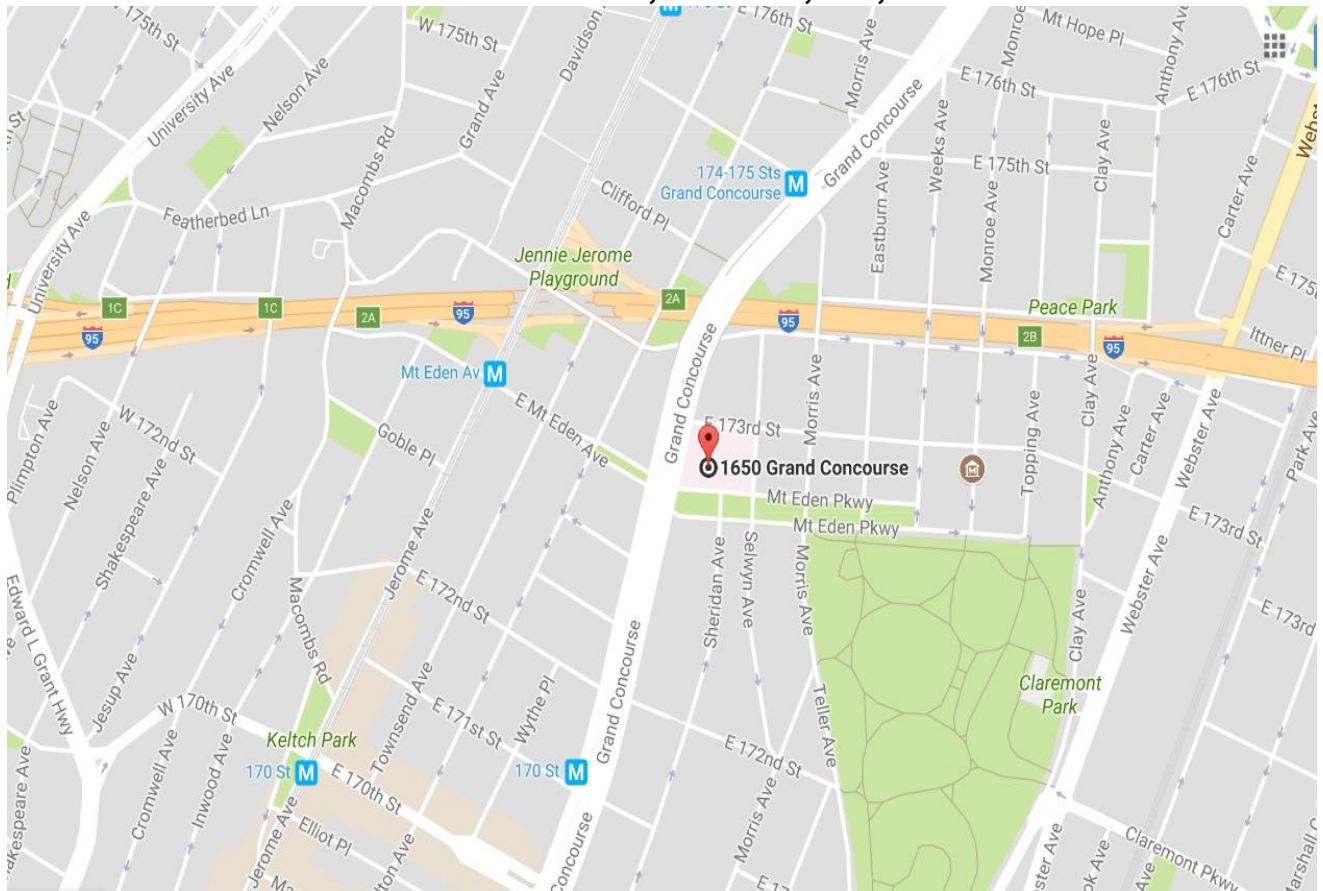 E 176th St
Mt Hope Pl
W 175th St
University Ave
Nelson Ave
Macombs Rd
Grand Ave
Davidson
Morris Ave
Monroe
Anthony Ave
E 176th St
E 176th St
Webst
Featherbed Ln
University Ave
174-175 Sts
Grand Concourse
Grand Concourse
Clifford Pl
Eastburn Ave
Weeks Ave
E 175th St
Monroe Ave
Clay Ave
Carter Ave
E 175th
Jennie Jerome
Playground
Peace Park
1C
1C
2A
2A
2B
95
95
95
95
Ittner Pl
Mt Eden Av
M
M
Grand Concourse
Morris Ave
Clay Ave
Plimpton Ave
Nelson Ave
W 172nd St
Goble Pl
E Mt Eden Ave
E 173rd St
1650 Grand Concourse
Topping Ave
Anthony Ave
Carter Ave
Webster Ave
Park Ave
Shakespeare Ave
Cromwell Ave
Jerome Ave
Mt Eden Pkwy
Mt Eden Pkwy
E 173rd St
E 173rd
Edward L Grant Hwy
Jesup Ave
Macombs Rd
E 172nd St
Sheridan Ave
Selwyn Ave
Morris Ave
Clay Ave
Webster Ave
W 170th St
Townsend Ave
E 171st St
Wythe Pl
Grand Concourse
Teller Ave
Claremont
Park
Keltch Park
170 St M
170 St M
E 172nd St
Cromwell Ave
Inwood Ave
E 170th St
Elliot Pl
Jerome Ave
Concourse
Morris Ave
Claremont Pkwy